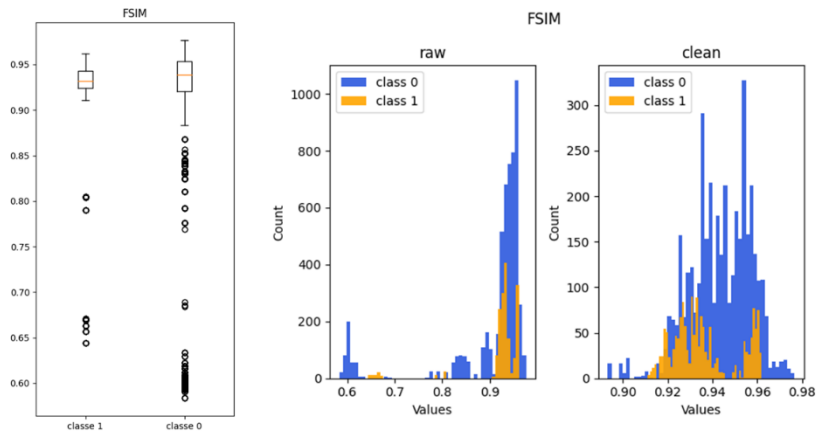 FSIM
0.95
0.90
0.85
0.80
0.75
0.70
0.65
0.60
classe 1
classe 0
FSIM
raw
class 0
class 1
Count
1000
800
600
400
200
0
0.6
0.7
0.8
0.9
Values
clean
class 0
class 1
Count
300
250
200
150
100
50
0
0.90
0.92
0.94
0.96
0.98
Values